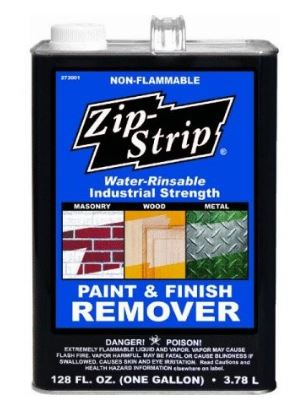 273001
NON-FLAMMABLE
Zip-
Strip®
Water-Rinsable
Industrial Strength
MASONRY WOOD METAL
PAINT & FINISH
REMOVER
DANGER! POISON!
EXTREMELY FLAMMABLE LIQUID AND VAPOR. VAPOR MAY CAUSE
FLASH FIRE. VAPOR HARMFUL. MAY BE FATAL OR CAUSE BLINDNESS IF
SWALLOWED. CAUSES SKIN AND EYE IRRITATION. Read Cautions and
HEALTH HAZARD INFORMATION elsewhere on label.
128 FL. OZ. (ONE GALLON) • 3.78 L